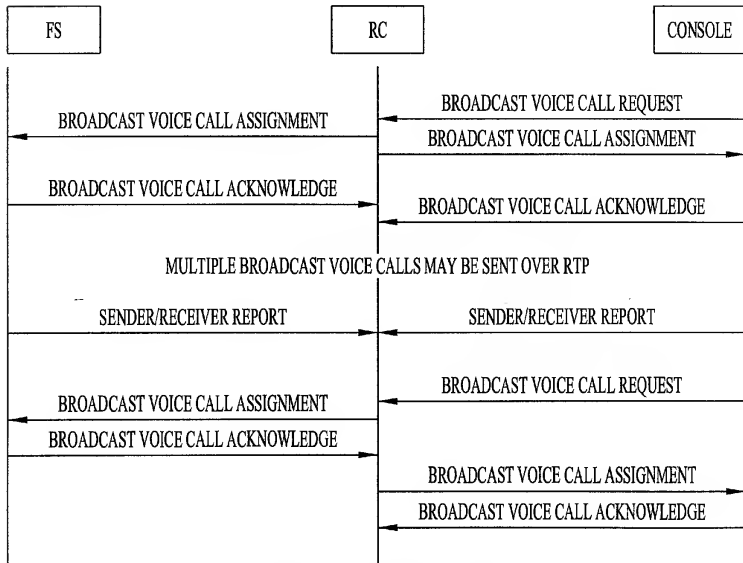 FS
RC
CONSOLE
BROADCAST VOICE CALL REQUEST
BROADCAST VOICE CALL ASSIGNMENT
BROADCAST VOICE CALL ASSIGNMENT
BROADCAST VOICE CALL ACKNOWLEDGE
BROADCAST VOICE CALL ACKNOWLEDGE
MULTIPLE BROADCAST VOICE CALLS MAY BE SENT OVER RTP
SENDER/RECEIVER REPORT
SENDER/RECEIVER REPORT
BROADCAST VOICE CALL REQUEST
BROADCAST VOICE CALL ASSIGNMENT
BROADCAST VOICE CALL ACKNOWLEDGE
BROADCAST VOICE CALL ASSIGNMENT
BROADCAST VOICE CALL ACKNOWLEDGE